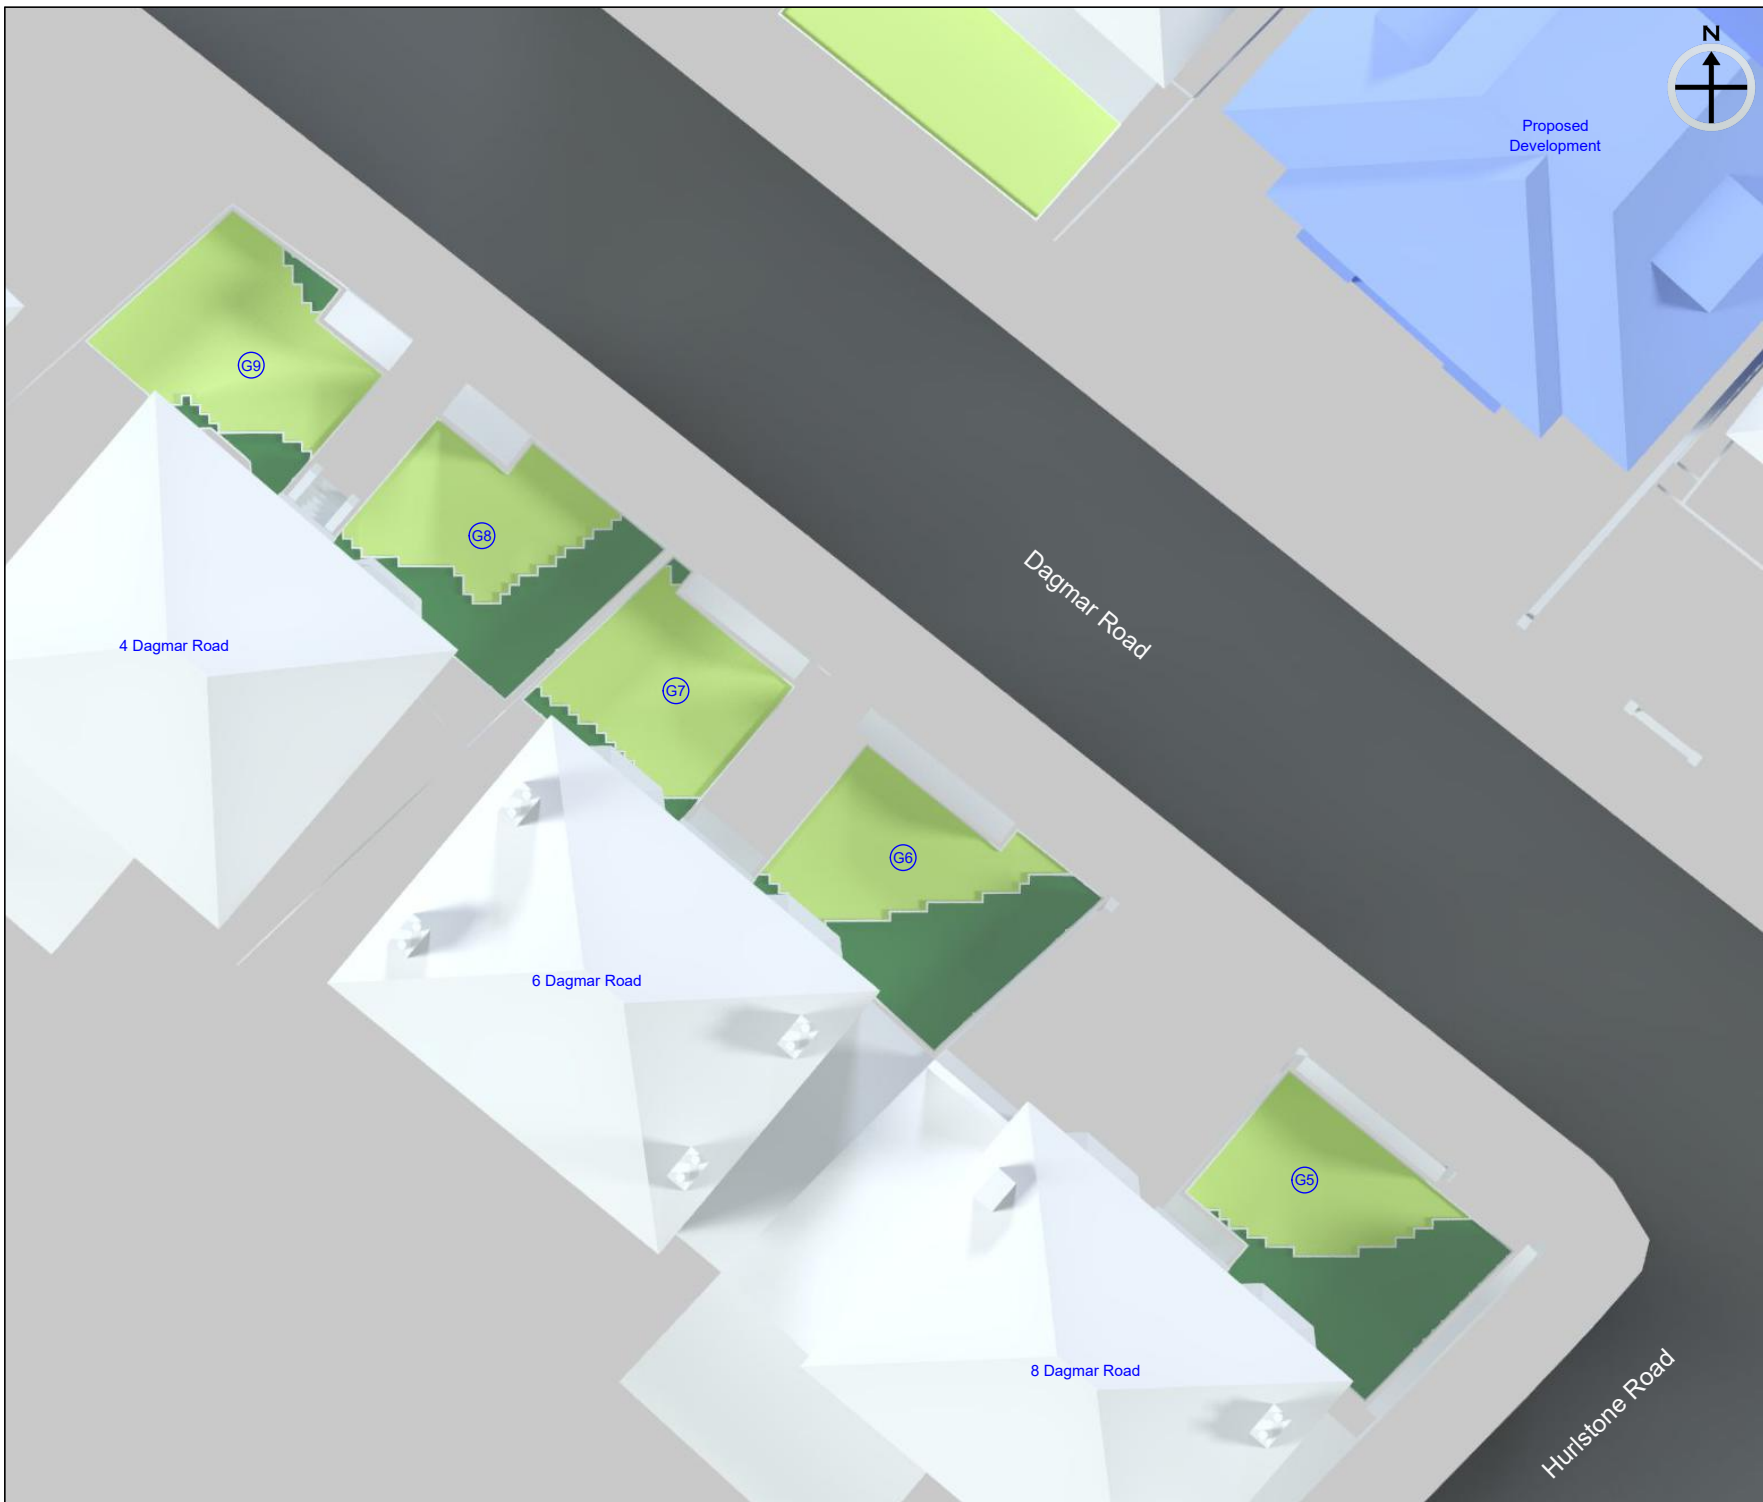 N
Proposed
Development
G9
G8
Dagmar Road
4 Dagmar Road
G7
G6
6 Dagmar Road
G5
8 Dagmar Road
Hurlstone Road